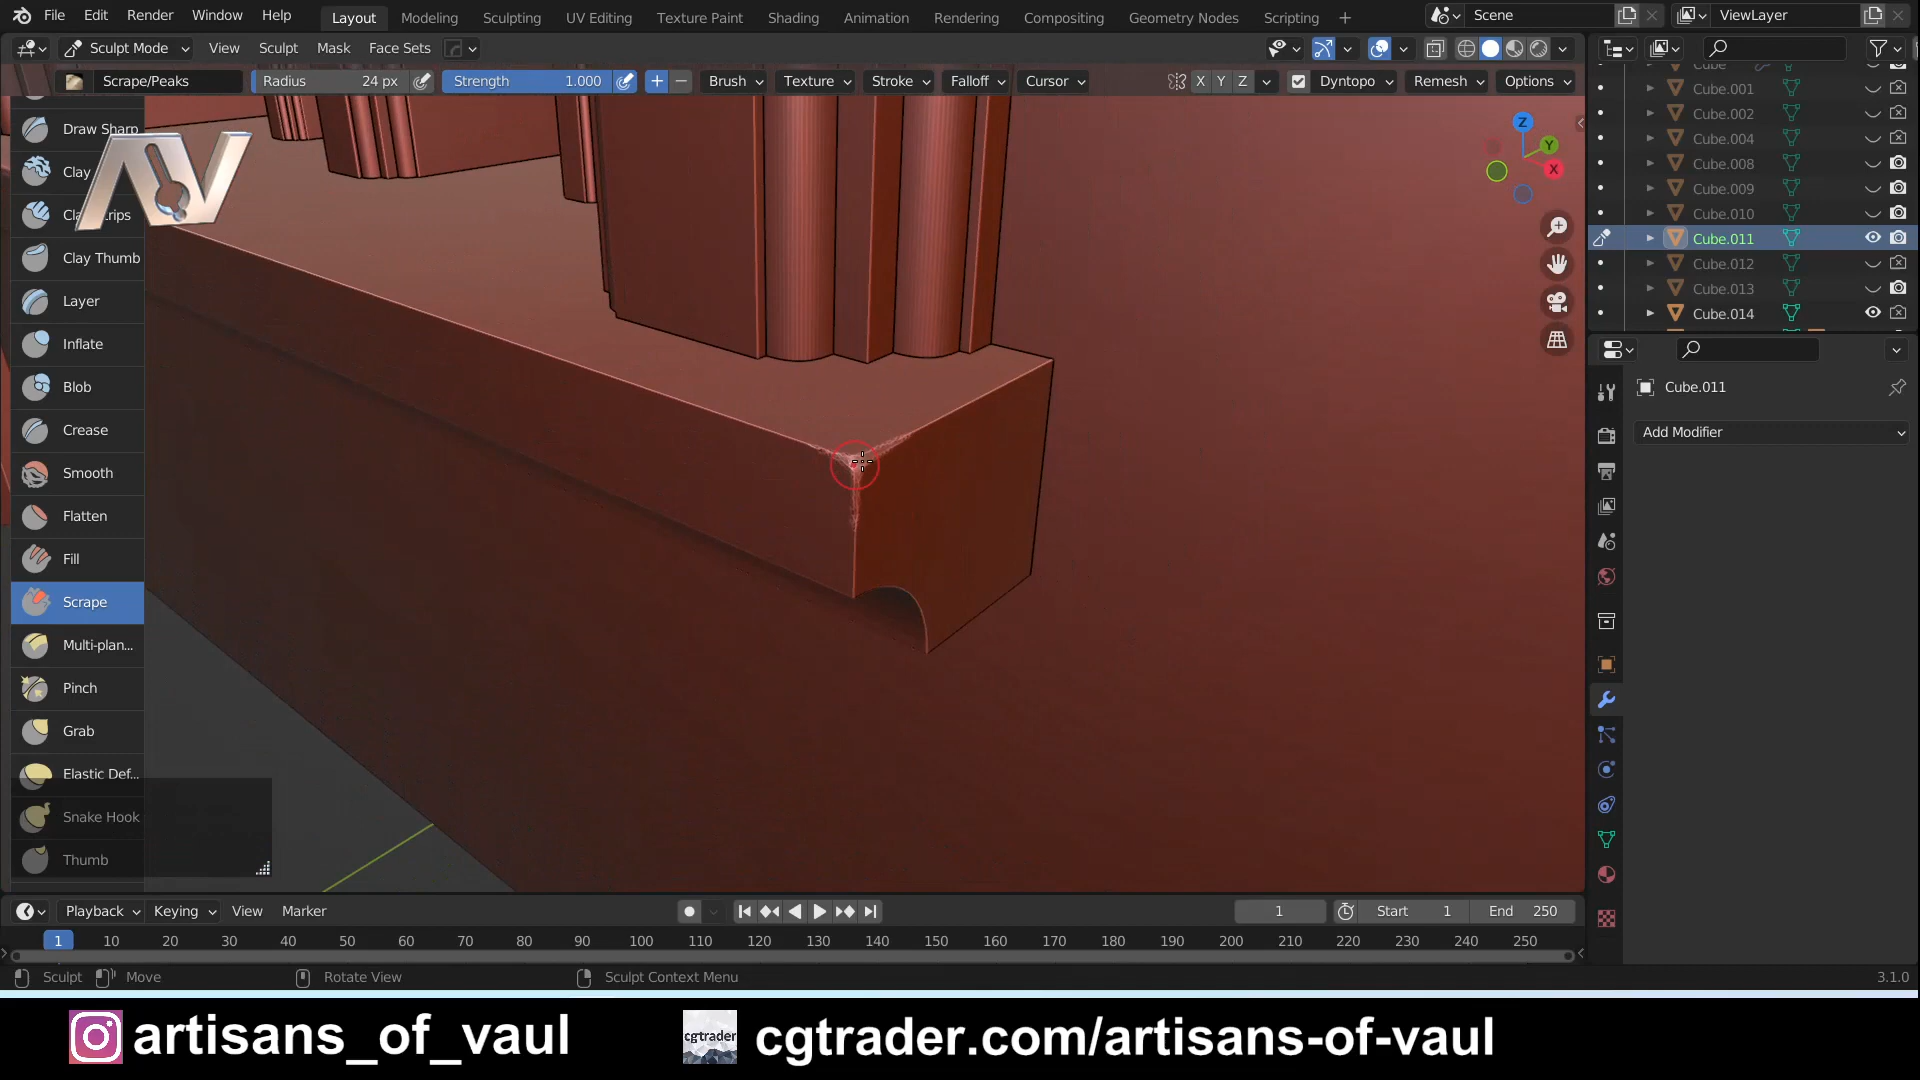 File Edit Render Window Help Layout Modeling Sculpting UV Editing Texture Paint Shading Animation Rendering Compositing Geometry Nodes Scripting + Scene ViewLayer
Sculpt Mode View Sculpt Mask Face Sets
Scrape/Peaks Radius 24 px Strength 1.000 + − Brush Texture Stroke Falloff Cursor X Y Z Dyntopo Remesh Options
Cube
Cube.001
Cube.002
Cube.004
Cube.008
Cube.009
Cube.010
Cube.011
Cube.012
Cube.013
Cube.014
Z
Y
X
Draw Sharp
Clay
AV
Clay Thumb
Layer
Inflate
Blob
Crease
Smooth
Flatten
Fill
Scrape
Multi-plan...
Pinch
Grab
Elastic Def...
Snake Hook
Thumb
Cube.011
Add Modifier
Playback Keying View Marker 1 Start 1 End 250
1 10 20 30 40 50 60 70 80 90 100 110 120 130 140 150 160 170 180 190 200 210 220 230 240 250
Sculpt Move Rotate View Sculpt Context Menu 3.1.0
artisans_of_vaul cgtrader cgtrader.com/artisans-of-vaul